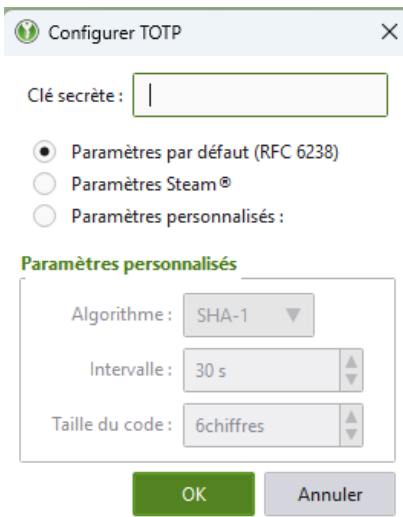 Configurer TOTP
Clé secrète :
Paramètres par défaut (RFC 6238)
Paramètres Steam®
Paramètres personnalisés :
Paramètres personnalisés
Algorithme : SHA-1
Intervalle : 30 s
Taille du code : 6chiffres
OK Annuler